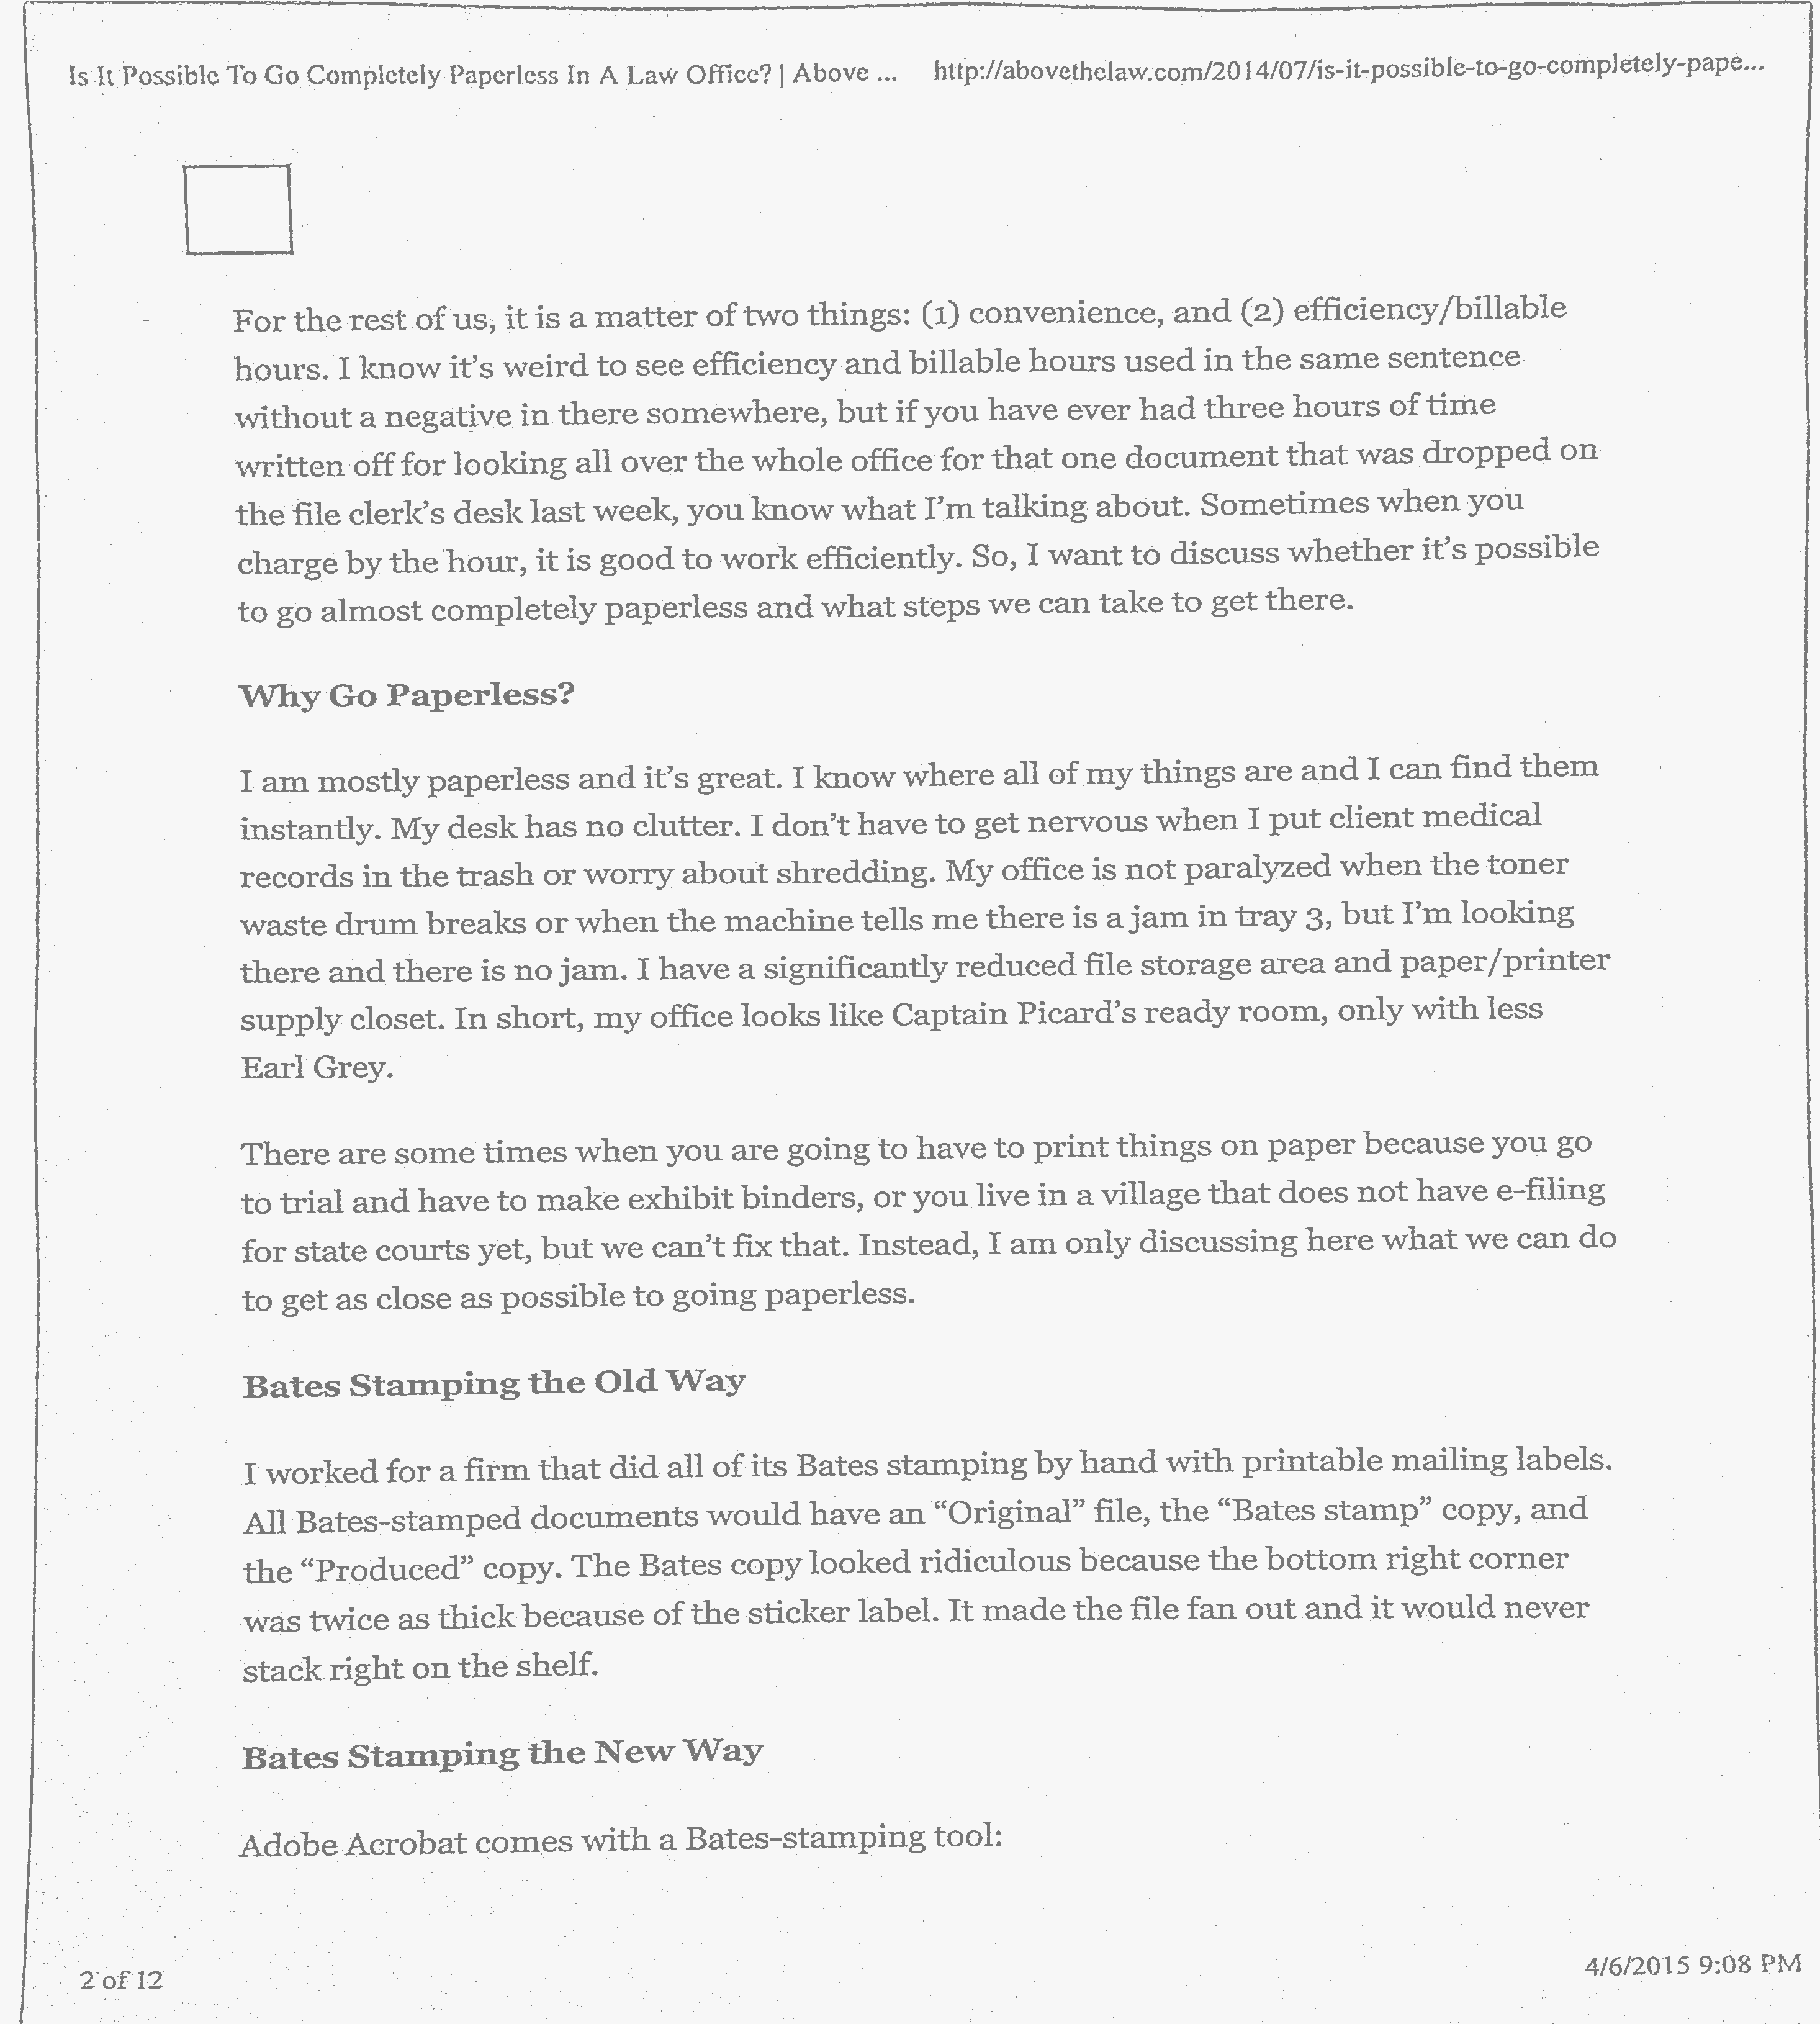 Is It Possible To Go Completely Paperless In A Law Office? | Above ... http://abovethelaw.com/2014/07/is-it-possible-to-go-completely-pape...
For the rest of us, it is a matter of two things: (1) convenience, and (2) efficiency/billable
hours. I know it's weird to see efficiency and billable hours used in the same sentence
without a negative in there somewhere, but if you have ever had three hours of time
written off for looking all over the whole office for that one document that was dropped on
the file clerk's desk last week, you know what I'm talking about. Sometimes when you
charge by the hour, it is good to work efficiently. So, I want to discuss whether it's possible
to go almost completely paperless and what steps we can take to get there.
Why Go Paperless?
I am mostly paperless and it's great. I know where all of my things are and I can find them
instantly. My desk has no clutter. I don't have to get nervous when I put client medical
records in the trash or worry about shredding. My office is not paralyzed when the toner
waste drum breaks or when the machine tells me there is a jam in tray 3, but I'm looking
there and there is no jam. I have a significantly reduced file storage area and paper/printer
supply closet. In short, my office looks like Captain Picard's ready room, only with less
Earl Grey.
There are some times when you are going to have to print things on paper because you go
to trial and have to make exhibit binders, or you live in a village that does not have e-filing
for state courts yet, but we can't fix that. Instead, I am only discussing here what we can do
to get as close as possible to going paperless.
Bates Stamping the Old Way
I worked for a firm that did all of its Bates stamping by hand with printable mailing labels.
All Bates-stamped documents would have an “Original” file, the “Bates stamp” copy, and
the “Produced” copy. The Bates copy looked ridiculous because the bottom right corner
was twice as thick because of the sticker label. It made the file fan out and it would never
stack right on the shelf.
Bates Stamping the New Way
Adobe Acrobat comes with a Bates-stamping tool:
2 of 12 4/6/2015 9:08 PM